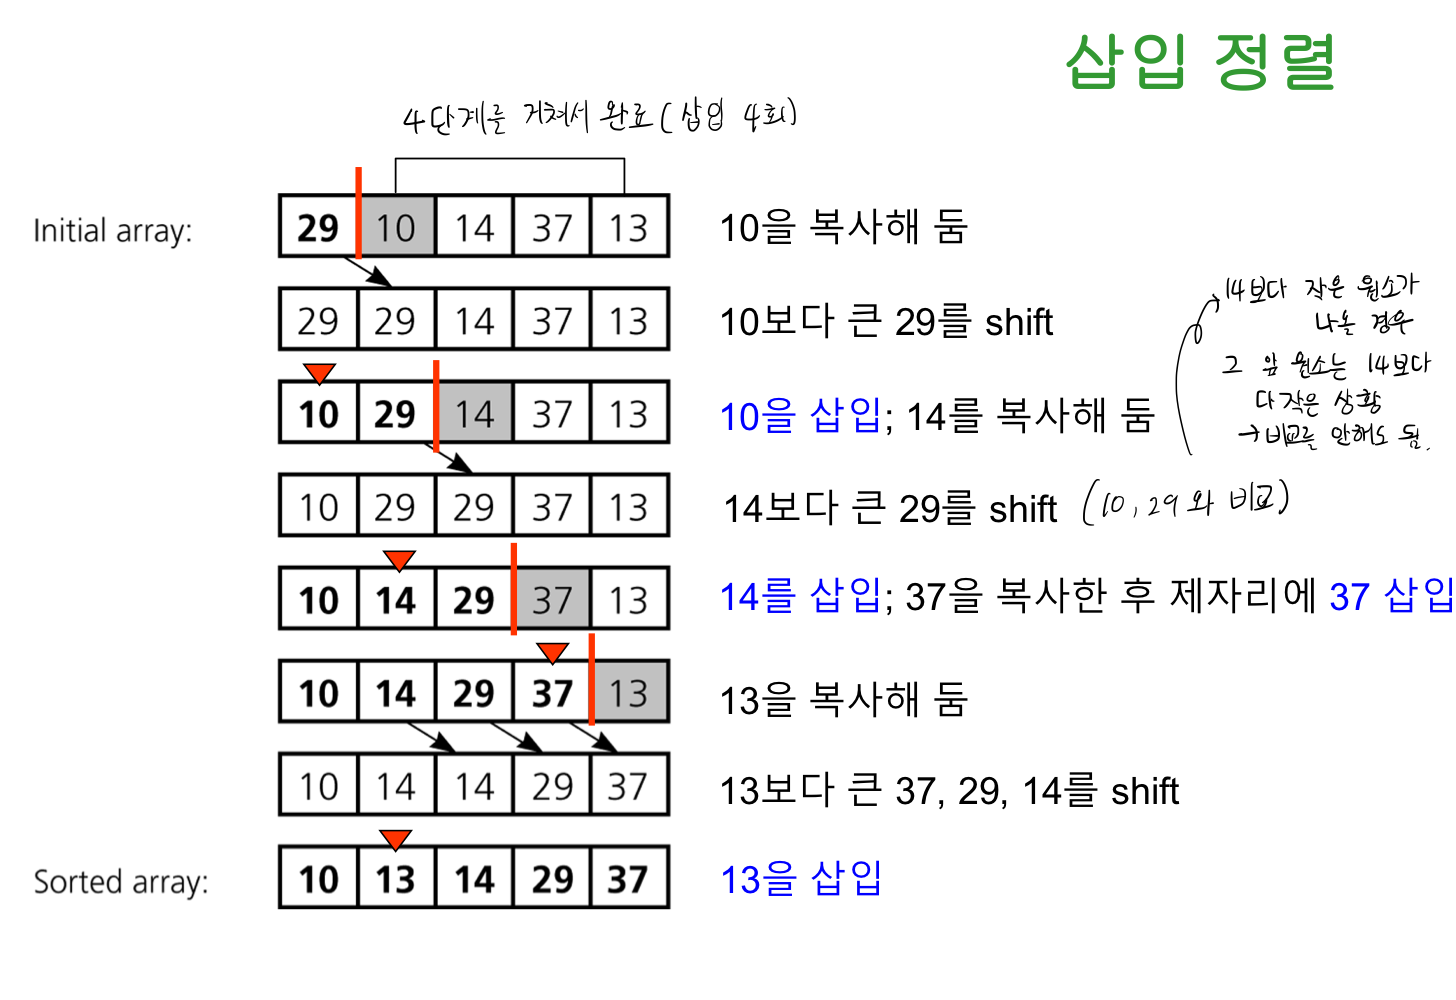 삽입 정렬
4단계를 거쳐서 완료 (삽입 4회)
Initial array:
29 10 14 37 13
10을 복사해 둠
29 29 14 37 13
10보다 큰 29를 shift
14보다 작은 원소가
나올 경우
그 앞 원소는 14보다
다 작은 상황
→ 비교를 안해도 됨.
10 29 14 37 13
10을 삽입; 14를 복사해 둠
10 29 29 37 13
14보다 큰 29를 shift (10, 29와 비교)
10 14 29 37 13
14를 삽입; 37을 복사한 후 제자리에 37 삽입
10 14 29 37 13
13을 복사해 둠
10 14 14 29 37
13보다 큰 37, 29, 14를 shift
Sorted array:
10 13 14 29 37
13을 삽입